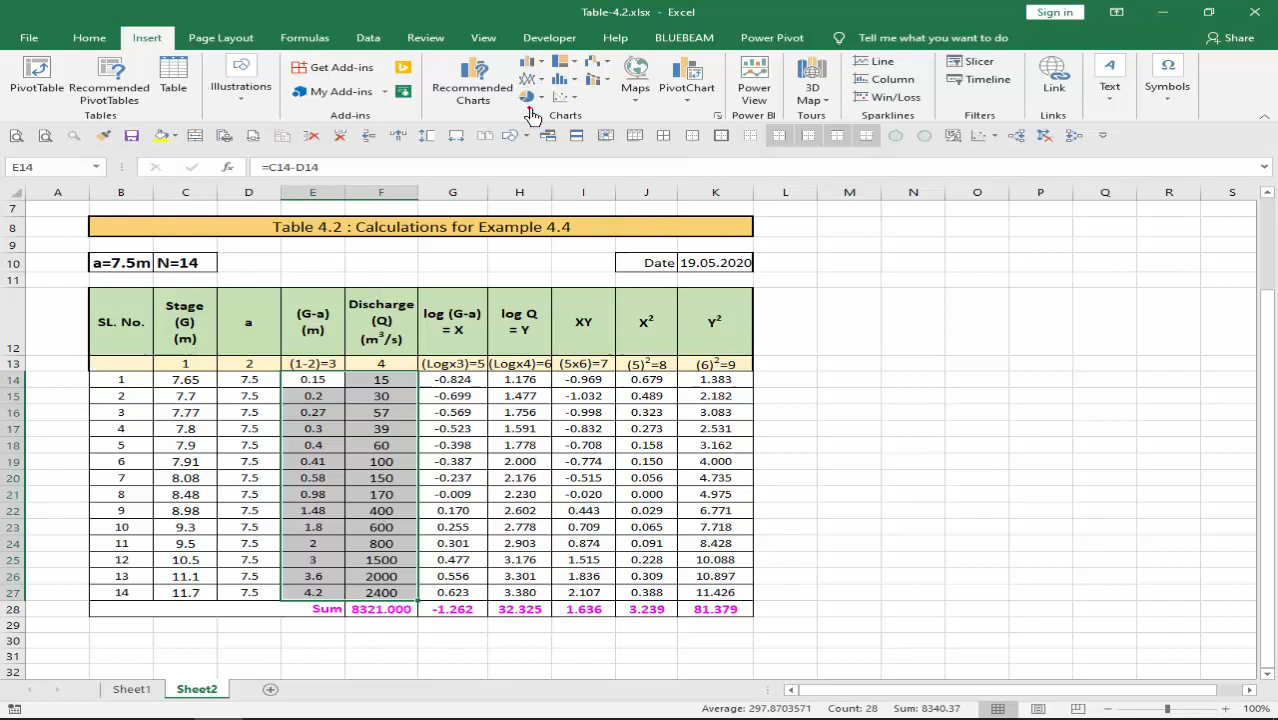 Table-4.2.xlsx - Excel
Sign in
File Home Insert Page Layout Formulas Data Review View Developer Help BLUEBEAM Power Pivot Tell me what you want to do Share
PivotTable Recommended PivotTables Table Illustrations Get Add-ins My Add-ins Recommended Charts Maps PivotChart Power View 3D Map Line Column Win/Loss Slicer Timeline Link Text Symbols
Tables Add-ins Charts Power BI Tours Sparklines Filters Links
E14 fx =C14-D14
A B C D E F G H I J K L M N O P Q R S
7
8 Table 4.2 : Calculations for Example 4.4
9
10 a=7.5m N=14 Date 19.05.2020
11
12 SL. No. Stage (G) (m) a (G-a) (m) Discharge (Q) (m³/s) log (G-a) = X log Q = Y XY X² Y²
13 1 2 (1-2)=3 4 (Logx3)=5 (Logx4)=6 (5x6)=7 (5)²=8 (6)²=9
14 1 7.65 7.5 0.15 15 -0.824 1.176 -0.969 0.679 1.383
15 2 7.7 7.5 0.2 30 -0.699 1.477 -1.032 0.489 2.182
16 3 7.77 7.5 0.27 57 -0.569 1.756 -0.998 0.323 3.083
17 4 7.8 7.5 0.3 39 -0.523 1.591 -0.832 0.273 2.531
18 5 7.9 7.5 0.4 60 -0.398 1.778 -0.708 0.158 3.162
19 6 7.91 7.5 0.41 100 -0.387 2.000 -0.774 0.150 4.000
20 7 8.08 7.5 0.58 150 -0.237 2.176 -0.515 0.056 4.735
21 8 8.48 7.5 0.98 170 -0.009 2.230 -0.020 0.000 4.975
22 9 8.98 7.5 1.48 400 0.170 2.602 0.443 0.029 6.771
23 10 9.3 7.5 1.8 600 0.255 2.778 0.709 0.065 7.718
24 11 9.5 7.5 2 800 0.301 2.903 0.874 0.091 8.428
25 12 10.5 7.5 3 1500 0.477 3.176 1.515 0.228 10.088
26 13 11.1 7.5 3.6 2000 0.556 3.301 1.836 0.309 10.897
27 14 11.7 7.5 4.2 2400 0.623 3.380 2.107 0.388 11.426
28 Sum 8321.000 -1.262 32.325 1.636 3.239 81.379
29
30
31
32
Sheet1 Sheet2
Average: 297.8703571 Count: 28 Sum: 8340.37 100%